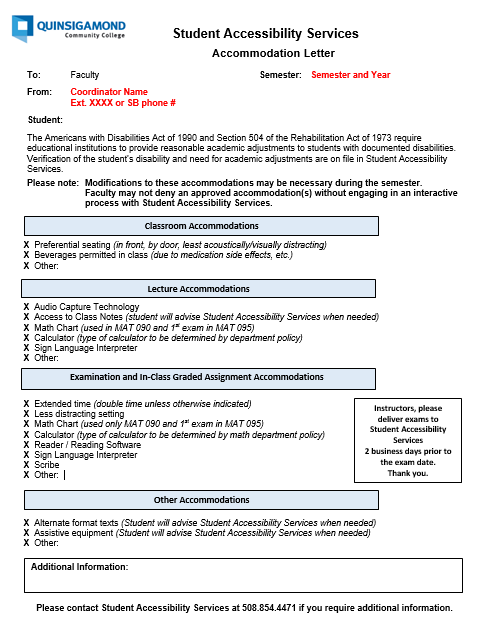 QUINSIGAMOND
Community College
Student Accessibility Services
Accommodation Letter
To: Faculty Semester: Semester and Year
From: Coordinator Name
Ext. XXXX or SB phone #
Student:
The Americans with Disabilities Act of 1990 and Section 504 of the Rehabilitation Act of 1973 require
educational institutions to provide reasonable academic adjustments to students with documented disabilities.
Verification of the student's disability and need for academic adjustments are on file in Student Accessibility
Services.
Please note: Modifications to these accommodations may be necessary during the semester.
Faculty may not deny an approved accommodation(s) without engaging in an interactive
process with Student Accessibility Services.
Classroom Accommodations
X Preferential seating (in front, by door, least acoustically/visually distracting)
X Beverages permitted in class (due to medication side effects, etc.)
X Other:
Lecture Accommodations
X Audio Capture Technology
X Access to Class Notes (student will advise Student Accessibility Services when needed)
X Math Chart (used in MAT 090 and 1st exam in MAT 095)
X Calculator (type of calculator to be determined by department policy)
X Sign Language Interpreter
X Other:
Examination and In-Class Graded Assignment Accommodations
X Extended time (double time unless otherwise indicated)
X Less distracting setting
X Math Chart (used only MAT 090 and 1st exam in MAT 095)
X Calculator (type of calculator to be determined by math department policy)
X Reader / Reading Software
X Sign Language Interpreter
X Scribe
X Other:
Instructors, please
deliver exams to
Student Accessibility
Services
2 business days prior to
the exam date.
Thank you.
Other Accommodations
X Alternate format texts (Student will advise Student Accessibility Services when needed)
X Assistive equipment (Student will advise Student Accessibility Services when needed)
X Other:
Additional Information:
Please contact Student Accessibility Services at 508.854.4471 if you require additional information.